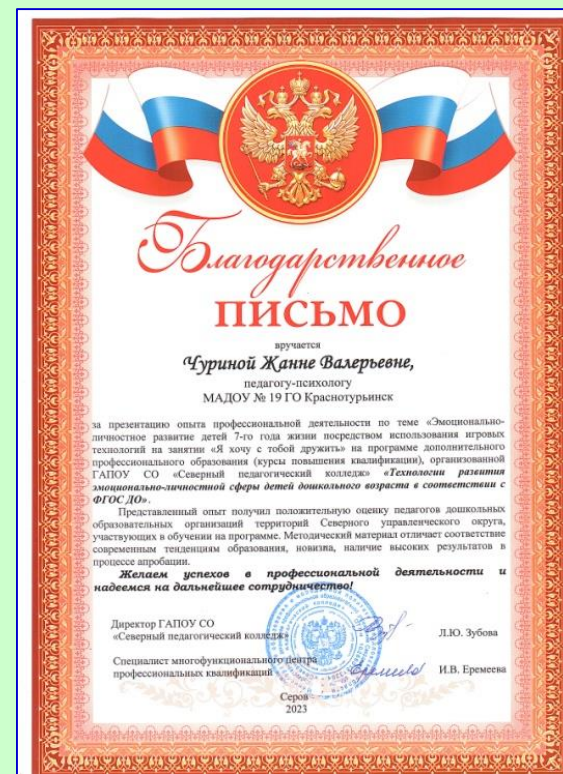 Благодарственное
ПИСЬМО
вручается
Чуриной Жанне Валерьевне,
педагогу-психологу
МАДОУ № 19 ГО Краснотурьинск
за презентацию опыта профессиональной деятельности по теме «Эмоционально-
личностное развитие детей 7-го года жизни посредством использования игровых
технологий на занятии «Я хочу с тобой дружить» на программе дополнительного
профессионального образования (курсы повышения квалификации), организованной
ГАПОУ СО «Северный педагогический колледж» «Технологии развития
эмоционально-личностной сферы детей дошкольного возраста в соответствии с
ФГОС ДО».
Представленный опыт получил положительную оценку педагогов дошкольных
образовательных организаций территорий Северного управленческого округа,
участвующих в обучении на программе. Методический материал отличает соответствие
современным тенденциям образования, новизна, наличие высоких результатов в
процессе апробации.
Желаем успехов в профессиональной деятельности и
надеемся на дальнейшее сотрудничество!
Директор ГАПОУ СО
«Северный педагогический колледж»
Л.Ю. Зубова
Специалист многофункционального центра
профессиональных квалификаций
И.В. Еремеева
Серов
2023